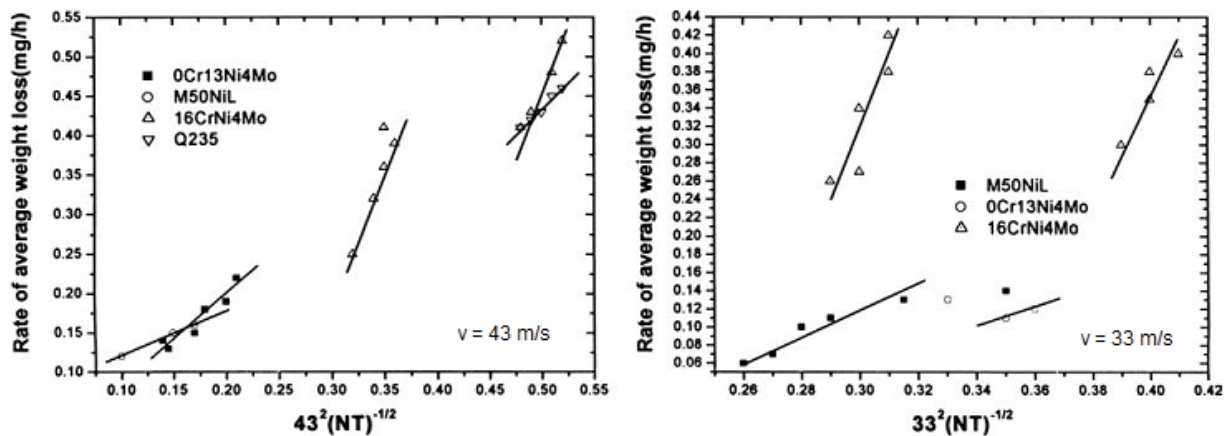 Rate of average weight loss(mg/h)
0.55
0.50
0.45
0.40
0.35
0.30
0.25
0.20
0.15
0.10
0Cr13Ni4Mo
M50NiL
16CrNi4Mo
Q235
v = 43 m/s
0.10 0.15 0.20 0.25 0.30 0.35 0.40 0.45 0.50 0.55
43²(NT)⁻¹/²
Rate of average weight loss(mg/h)
0.44
0.42
0.40
0.38
0.36
0.34
0.32
0.30
0.28
0.26
0.24
0.22
0.20
0.18
0.16
0.14
0.12
0.10
0.08
0.06
M50NiL
0Cr13Ni4Mo
16CrNi4Mo
v = 33 m/s
0.26 0.28 0.30 0.32 0.34 0.36 0.38 0.40 0.42
33²(NT)⁻¹/²